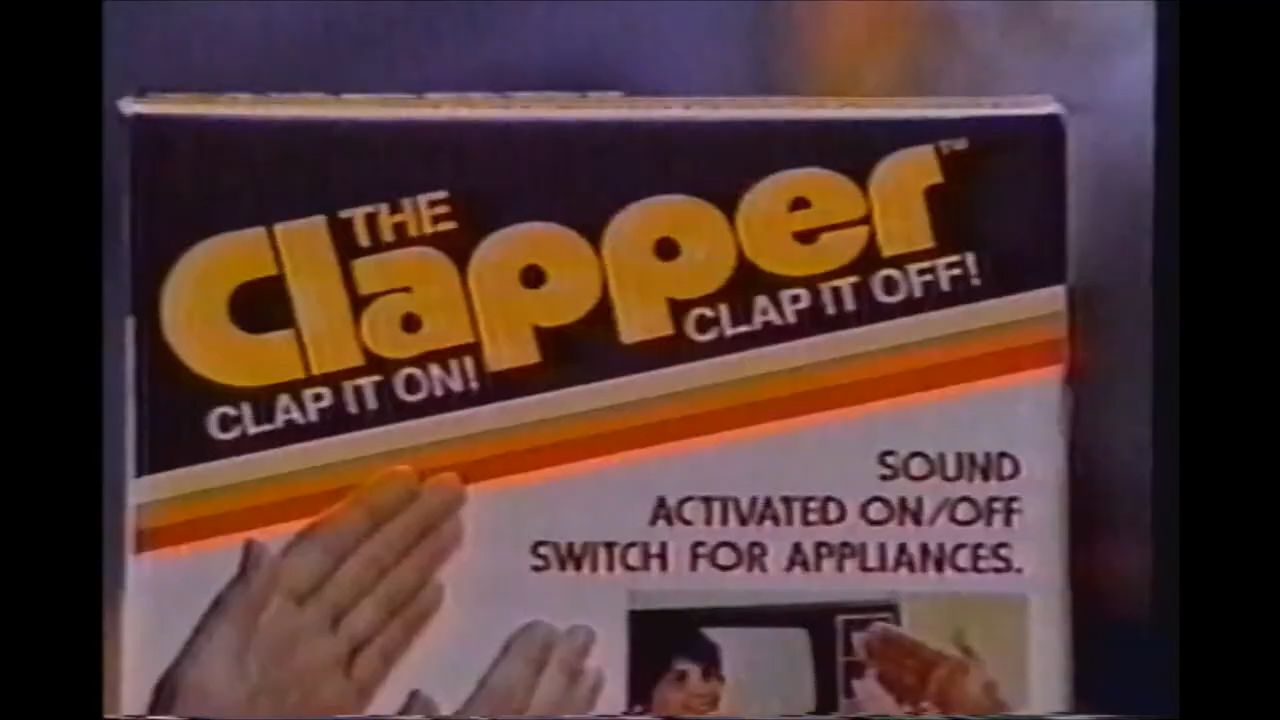 THE
Clapper™
CLAP IT ON!
CLAP IT OFF!
SOUND
ACTIVATED ON/OFF
SWITCH FOR APPLIANCES.